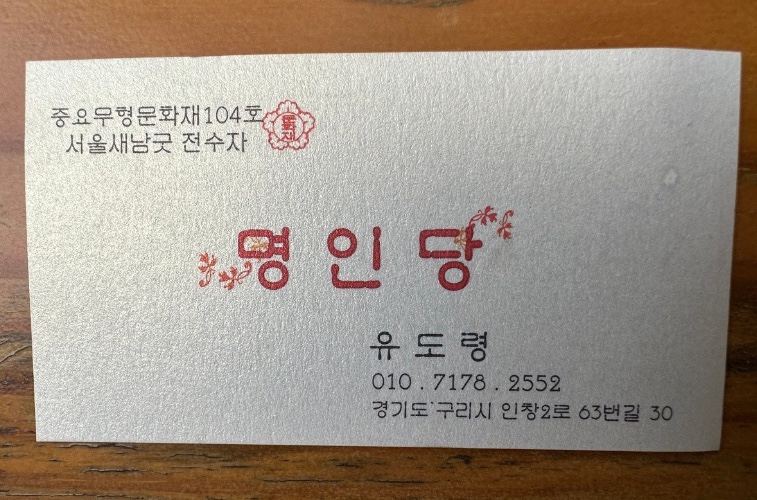 중요무형문화재104호
서울새남굿 전수자
명인당
유도령
010 . 7178 . 2552
경기도 구리시 인창2로 63번길 30